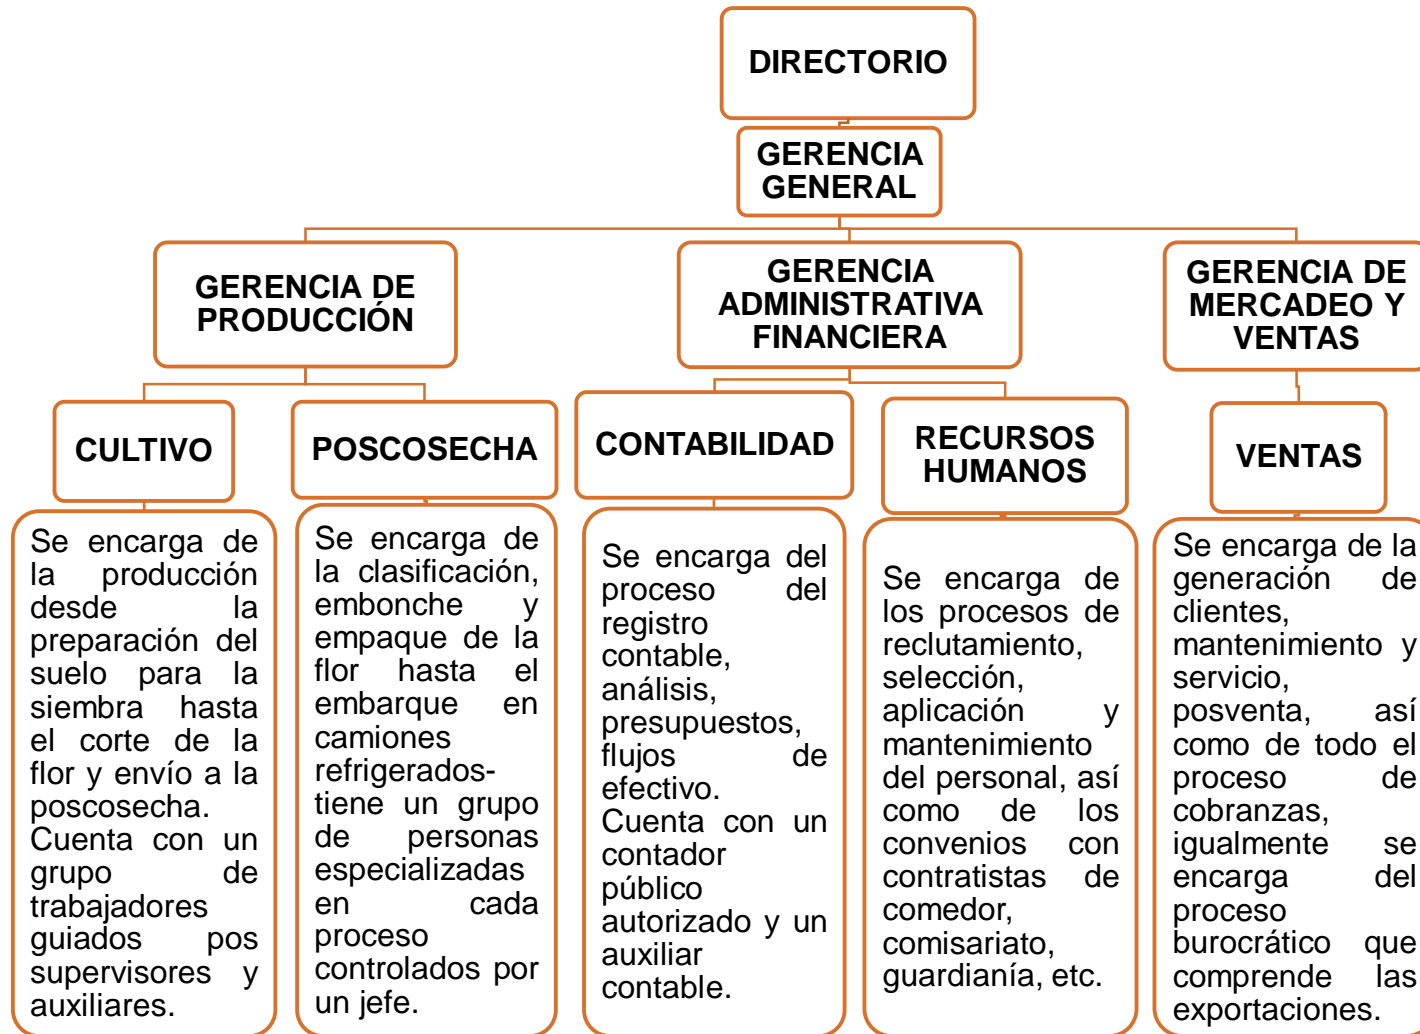 DIRECTORIO
GERENCIA
GENERAL
GERENCIA DE
PRODUCCIÓN
GERENCIA
ADMINISTRATIVA
FINANCIERA
GERENCIA DE
MERCADEO Y
VENTAS
CULTIVO
POSCOSECHA
CONTABILIDAD
RECURSOS
HUMANOS
VENTAS
Se encarga de
la producción
desde la
preparación del
suelo para la
siembra hasta
el corte de la
flor y envío a la
poscosecha.
Cuenta con un
grupo de
trabajadores
guiados pos
supervisores y
auxiliares.
Se encarga de
la clasificación,
embonche y
empaque de la
flor hasta el
embarque en
camiones
refrigerados-
tiene un grupo
de personas
especializadas
en cada
proceso
controlados por
un jefe.
Se encarga del
proceso del
registro
contable,
análisis,
presupuestos,
flujos de
efectivo.
Cuenta con un
contador
público
autorizado y un
auxiliar
contable.
Se encarga de
los procesos de
reclutamiento,
selección,
aplicación y
mantenimiento
del personal, así
como de los
convenios con
contratistas de
comedor,
comisariato,
guardianía, etc.
Se encarga de la
generación de
clientes,
mantenimiento y
servicio,
posventa, así
como de todo el
proceso de
cobranzas,
igualmente se
encarga del
proceso
burocrático que
comprende las
exportaciones.